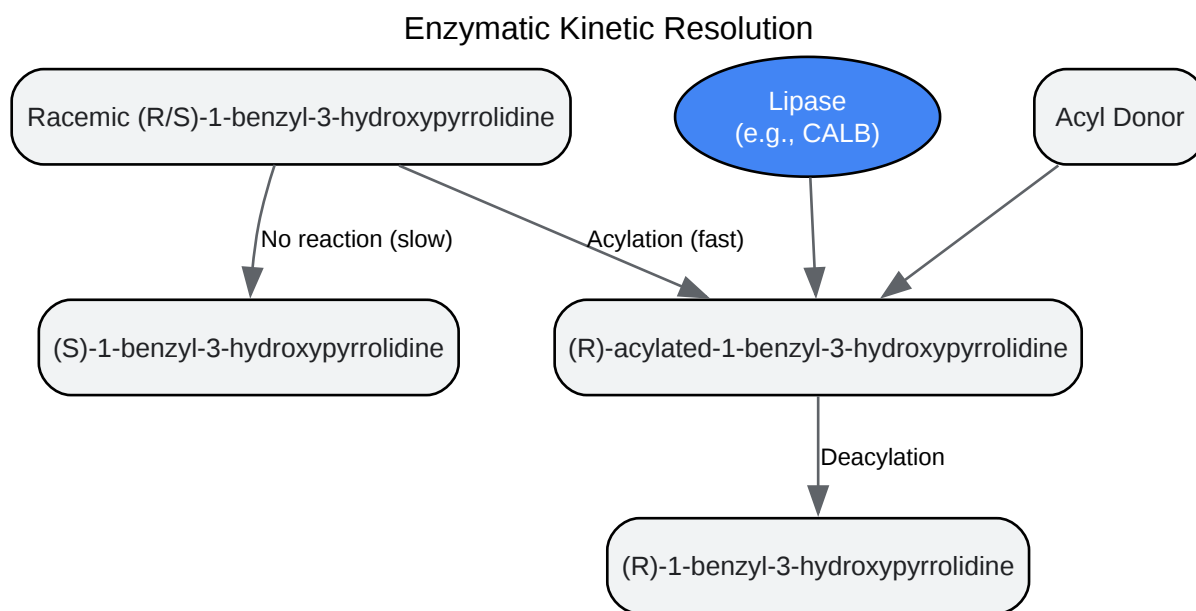 Enzymatic Kinetic Resolution
Racemic (R/S)-1-benzyl-3-hydroxypyrrolidine
Lipase
(e.g., CALB)
Acyl Donor
No reaction (slow)
Acylation (fast)
(S)-1-benzyl-3-hydroxypyrrolidine
(R)-acylated-1-benzyl-3-hydroxypyrrolidine
Deacylation
(R)-1-benzyl-3-hydroxypyrrolidine